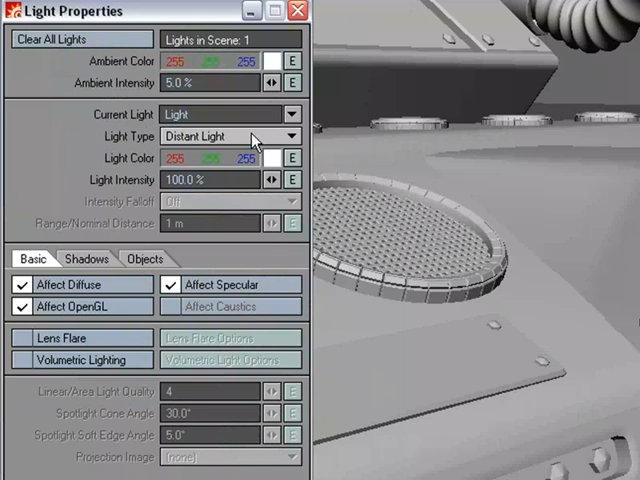 Light Properties
Clear All Lights Lights in Scene: 1
Ambient Color 255 255 255 E
Ambient Intensity 5.0 % E
Current Light Light
Light Type Distant Light
Light Color 255 255 255 E
Light Intensity 100.0 % E
Intensity Falloff Off
Range/Nominal Distance 1 m E
Basic Shadows Objects
Affect Diffuse Affect Specular
Affect OpenGL Affect Caustics
Lens Flare Lens Flare Options
Volumetric Lighting Volumetric Light Options
Linear/Area Light Quality 4 E
Spotlight Cone Angle 30.0° E
Spotlight Soft Edge Angle 5.0° E
Projection Image (none)